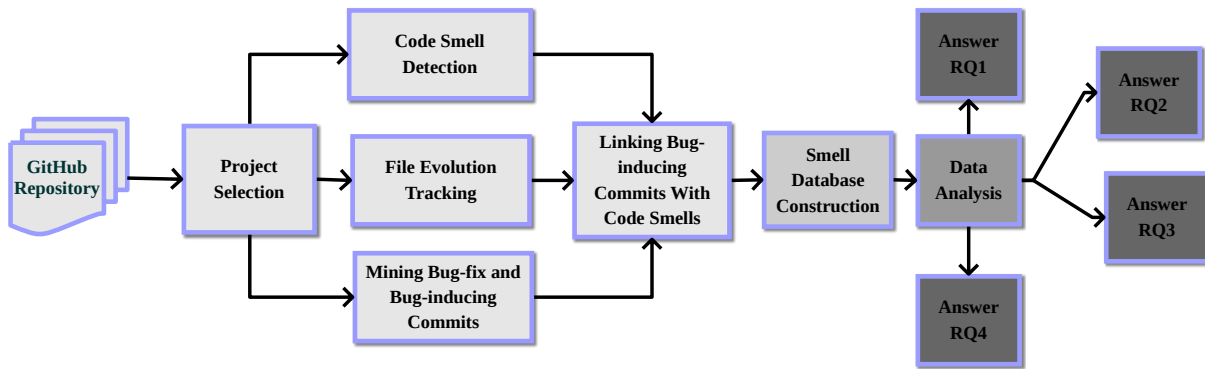 GitHub
Repository
Project
Selection
Code Smell
Detection
File Evolution
Tracking
Mining Bug-fix and
Bug-inducing
Commits
Linking Bug-
inducing
Commits With
Code Smells
Smell
Database
Construction
Data
Analysis
Answer
RQ1
Answer
RQ2
Answer
RQ3
Answer
RQ4